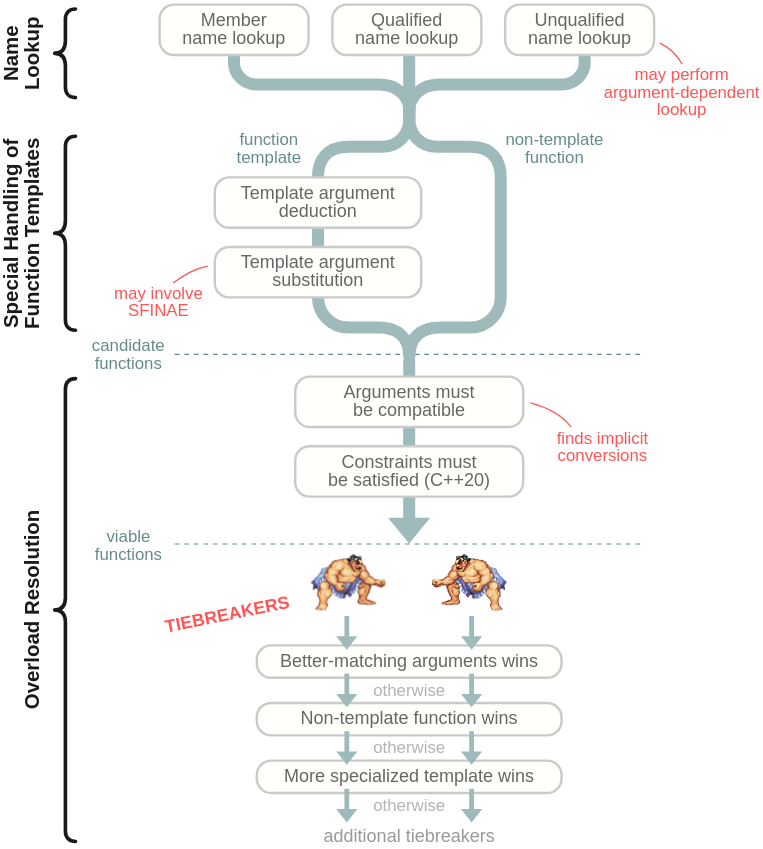 Name
Lookup
Member
name lookup
Qualified
name lookup
Unqualified
name lookup
may perform
argument-dependent
lookup
Special Handling of
Function Templates
function
template
non-template
function
Template argument
deduction
Template argument
substitution
may involve
SFINAE
candidate
functions
Overload Resolution
Arguments must
be compatible
finds implicit
conversions
Constraints must
be satisfied (C++20)
viable
functions
TIEBREAKERS
Better-matching arguments wins
otherwise
Non-template function wins
otherwise
More specialized template wins
otherwise
additional tiebreakers